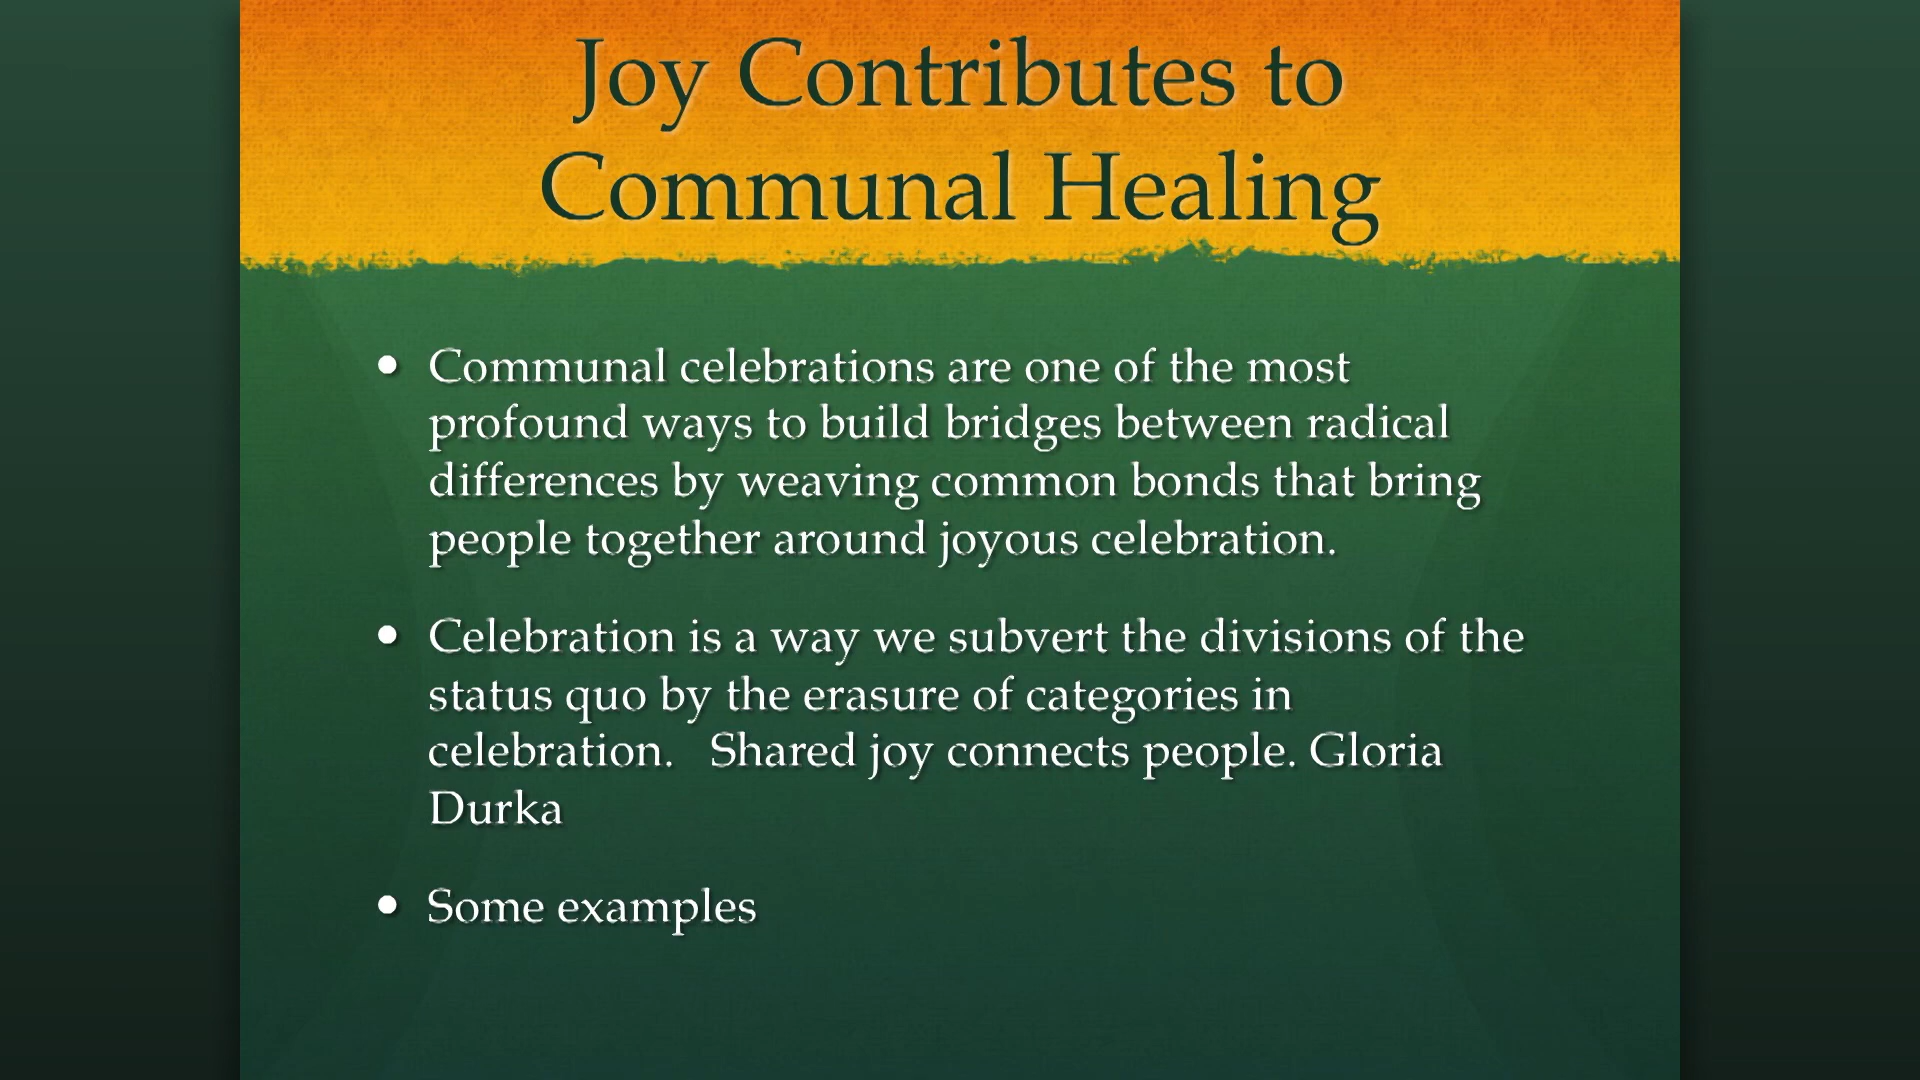 Joy Contributes to
Communal Healing
• Communal celebrations are one of the most
profound ways to build bridges between radical
differences by weaving common bonds that bring
people together around joyous celebration.
• Celebration is a way we subvert the divisions of the
status quo by the erasure of categories in
celebration.   Shared joy connects people. Gloria
Durka
• Some examples